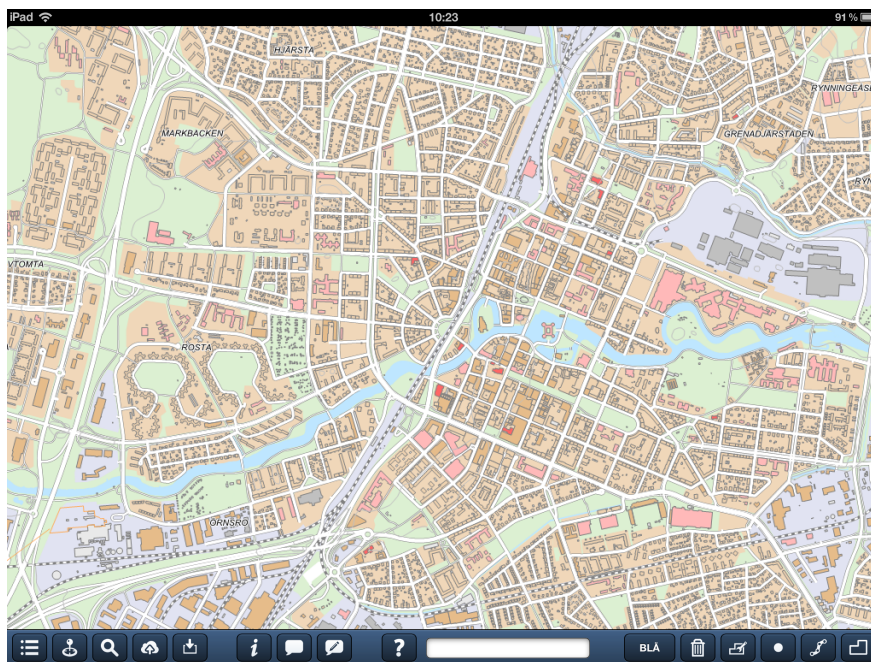 iPad 10:23 91 %
HJÄRSTA
RYNNINGEÅS
MARKBACKEN
GRENADJÄRSTADEN
RYN
VTOMTA
ROSTA
A
ÖRNSRO
i ? BLÅ